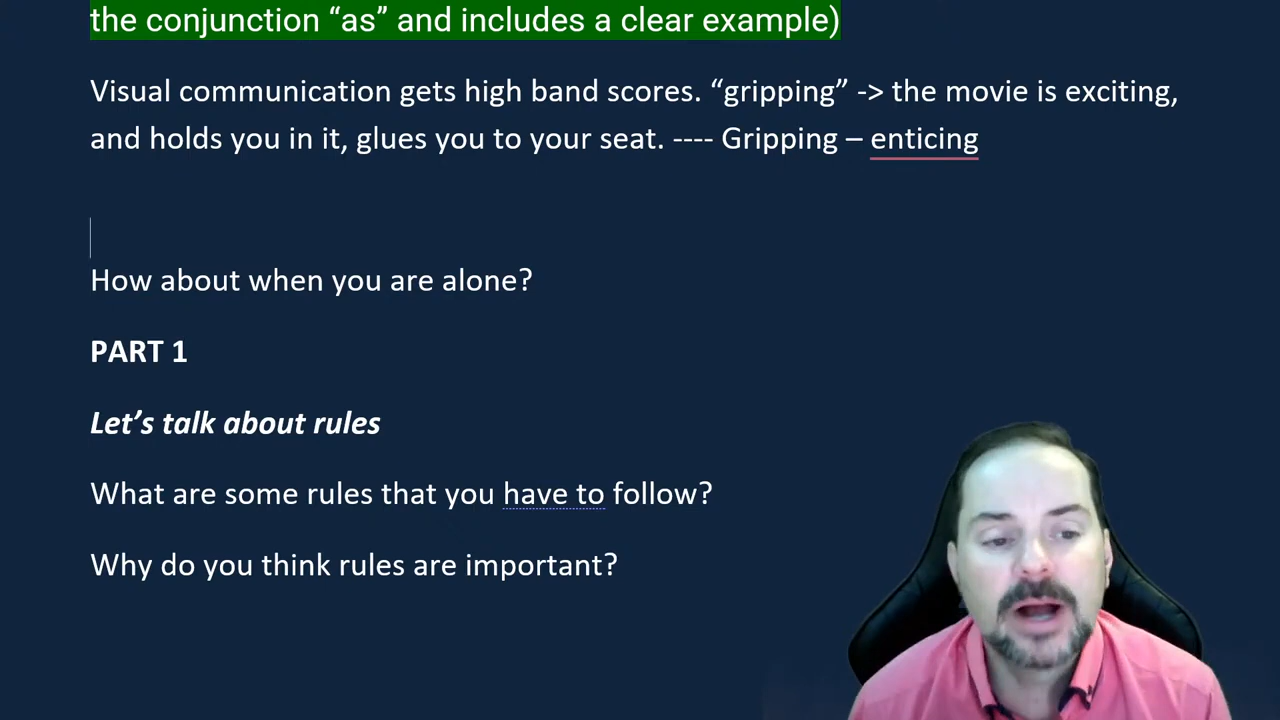 the conjunction “as” and includes a clear example)
Visual communication gets high band scores. “gripping” -> the movie is exciting,
and holds you in it, glues you to your seat. ---- Gripping – enticing
How about when you are alone?
PART 1
Let’s talk about rules
What are some rules that you have to follow?
Why do you think rules are important?